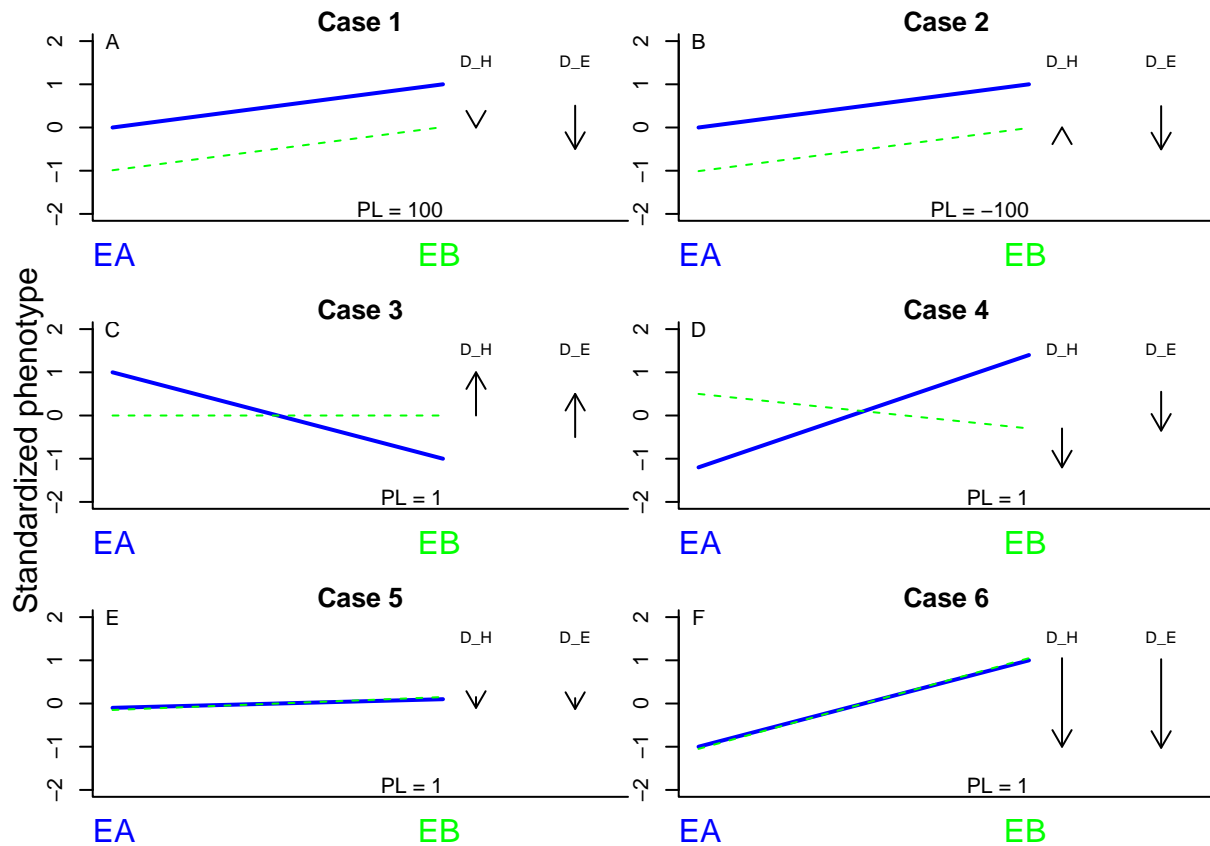 Standardized phenotype
Case 1
A
D_H
D_E
2
1
0
−1
−2
PL = 100
EA
EB
Case 2
B
D_H
D_E
2
1
0
−1
−2
PL = −100
EA
EB
Case 3
C
D_H
D_E
2
1
0
−1
−2
PL = 1
EA
EB
Case 4
D
D_H
D_E
2
1
0
−1
−2
PL = 1
EA
EB
Case 5
E
D_H
D_E
2
1
0
−1
−2
PL = 1
EA
EB
Case 6
F
D_H
D_E
2
1
0
−1
−2
PL = 1
EA
EB